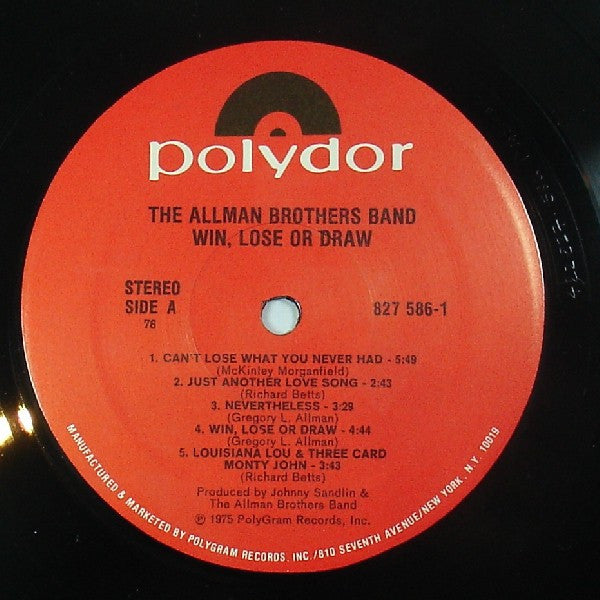 polydor
THE ALLMAN BROTHERS BAND
WIN, LOSE OR DRAW
STEREO
SIDE A
76
827 586-1
1. CAN'T LOSE WHAT YOU NEVER HAD - 5:49
(McKinley Morganfield)
2. JUST ANOTHER LOVE SONG - 2:43
(Richard Betts)
3. NEVERTHELESS - 3:29
(Gregory L. Allman)
4. WIN, LOSE OR DRAW - 4:44
(Gregory L. Allman)
5. LOUISIANA LOU & THREE CARD
MONTY JOHN - 3:43
(Richard Betts)
Produced by Johnny Sandlin &
The Allman Brothers Band
℗ 1975 PolyGram Records, Inc.
MANUFACTURED & MARKETED BY POLYGRAM RECORDS, INC./810 SEVENTH AVENUE/NEW YORK, N.Y. 10019